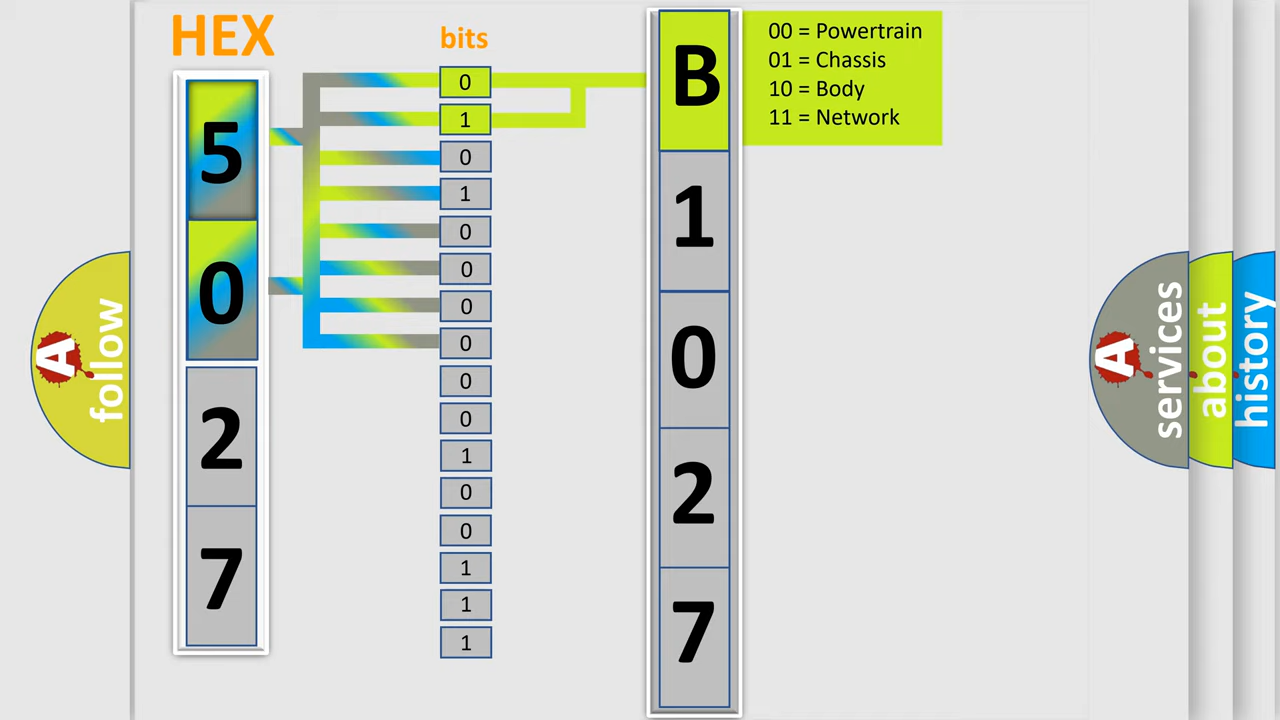 HEX
bits
5
0
2
7
0
1
0
1
0
0
0
0
0
0
1
0
0
1
1
1
B
1
0
2
7
00 = Powertrain
01 = Chassis
10 = Body
11 = Network
A
follow
A
services
about
history